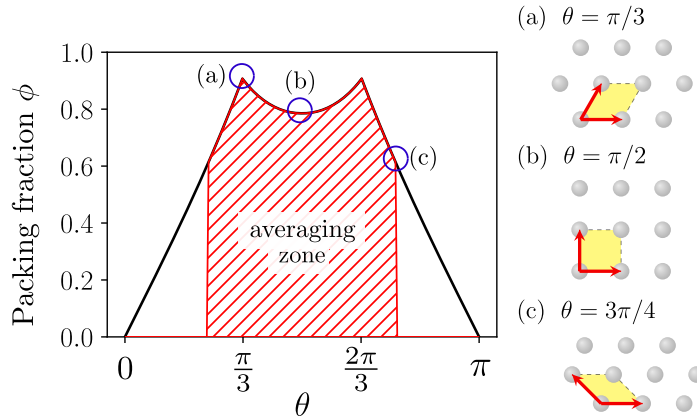 Packing fraction ϕ
1.0
0.8
0.6
0.4
0.2
0.0
(a)
(b)
(c)
averaging
zone
0
π/3
2π/3
π
θ
(a) θ = π/3
(b) θ = π/2
(c) θ = 3π/4